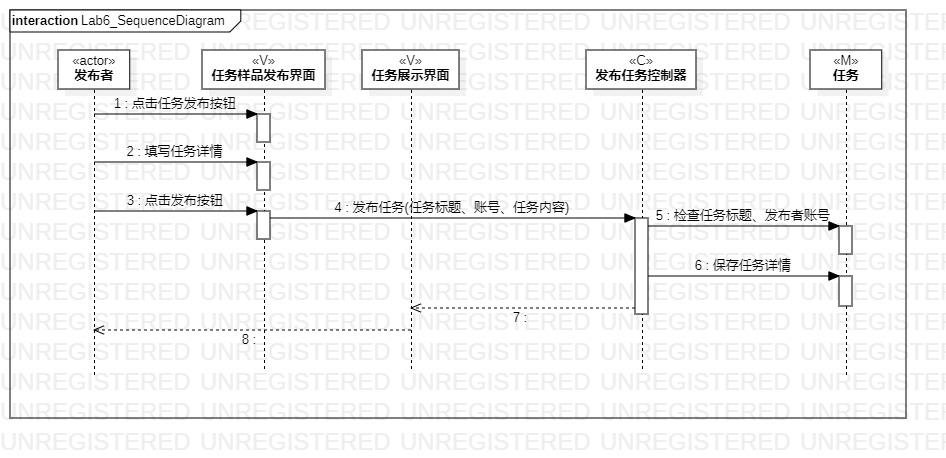 interaction Lab6_SequenceDiagram
«actor»
发布者
«V»
任务样品发布界面
«V»
任务展示界面
«C»
发布任务控制器
«M»
任务
1 : 点击任务发布按钮
2 : 填写任务详情
3 : 点击发布按钮
4 : 发布任务(任务标题、账号、任务内容)
5 : 检查任务标题、发布者账号
6 : 保存任务详情
7 :
8 :
UNREGISTERED UNREGISTERED UNREGISTERED UNREGISTERED UNREGISTERED